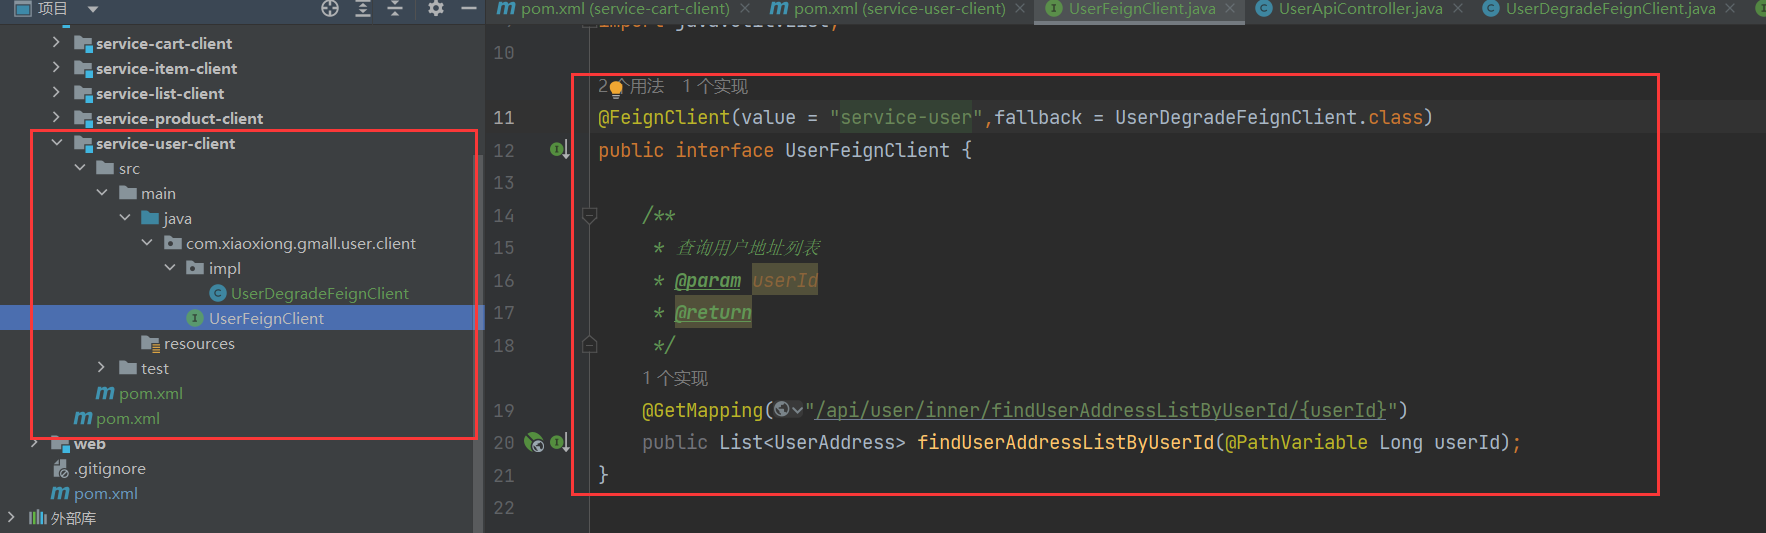 项目
pom.xml (service-cart-client)
pom.xml (service-user-client)
UserFeignClient.java
UserApiController.java
UserDegradeFeignClient.java
service-cart-client
service-item-client
service-list-client
service-product-client
service-user-client
src
main
java
com.xiaoxiong.gmall.user.client
impl
UserDegradeFeignClient
UserFeignClient
resources
test
pom.xml
pom.xml
web
.gitignore
pom.xml
外部库
import java.util.List;
10
2个用法 1 个实现
11 @FeignClient(value = "service-user",fallback = UserDegradeFeignClient.class)
12 public interface UserFeignClient {
13
14 /**
15 * 查询用户地址列表
16 * @param userId
17 * @return
18 */
1 个实现
19 @GetMapping("/api/user/inner/findUserAddressListByUserId/{userId}")
20 public List<UserAddress> findUserAddressListByUserId(@PathVariable Long userId);
21 }
22